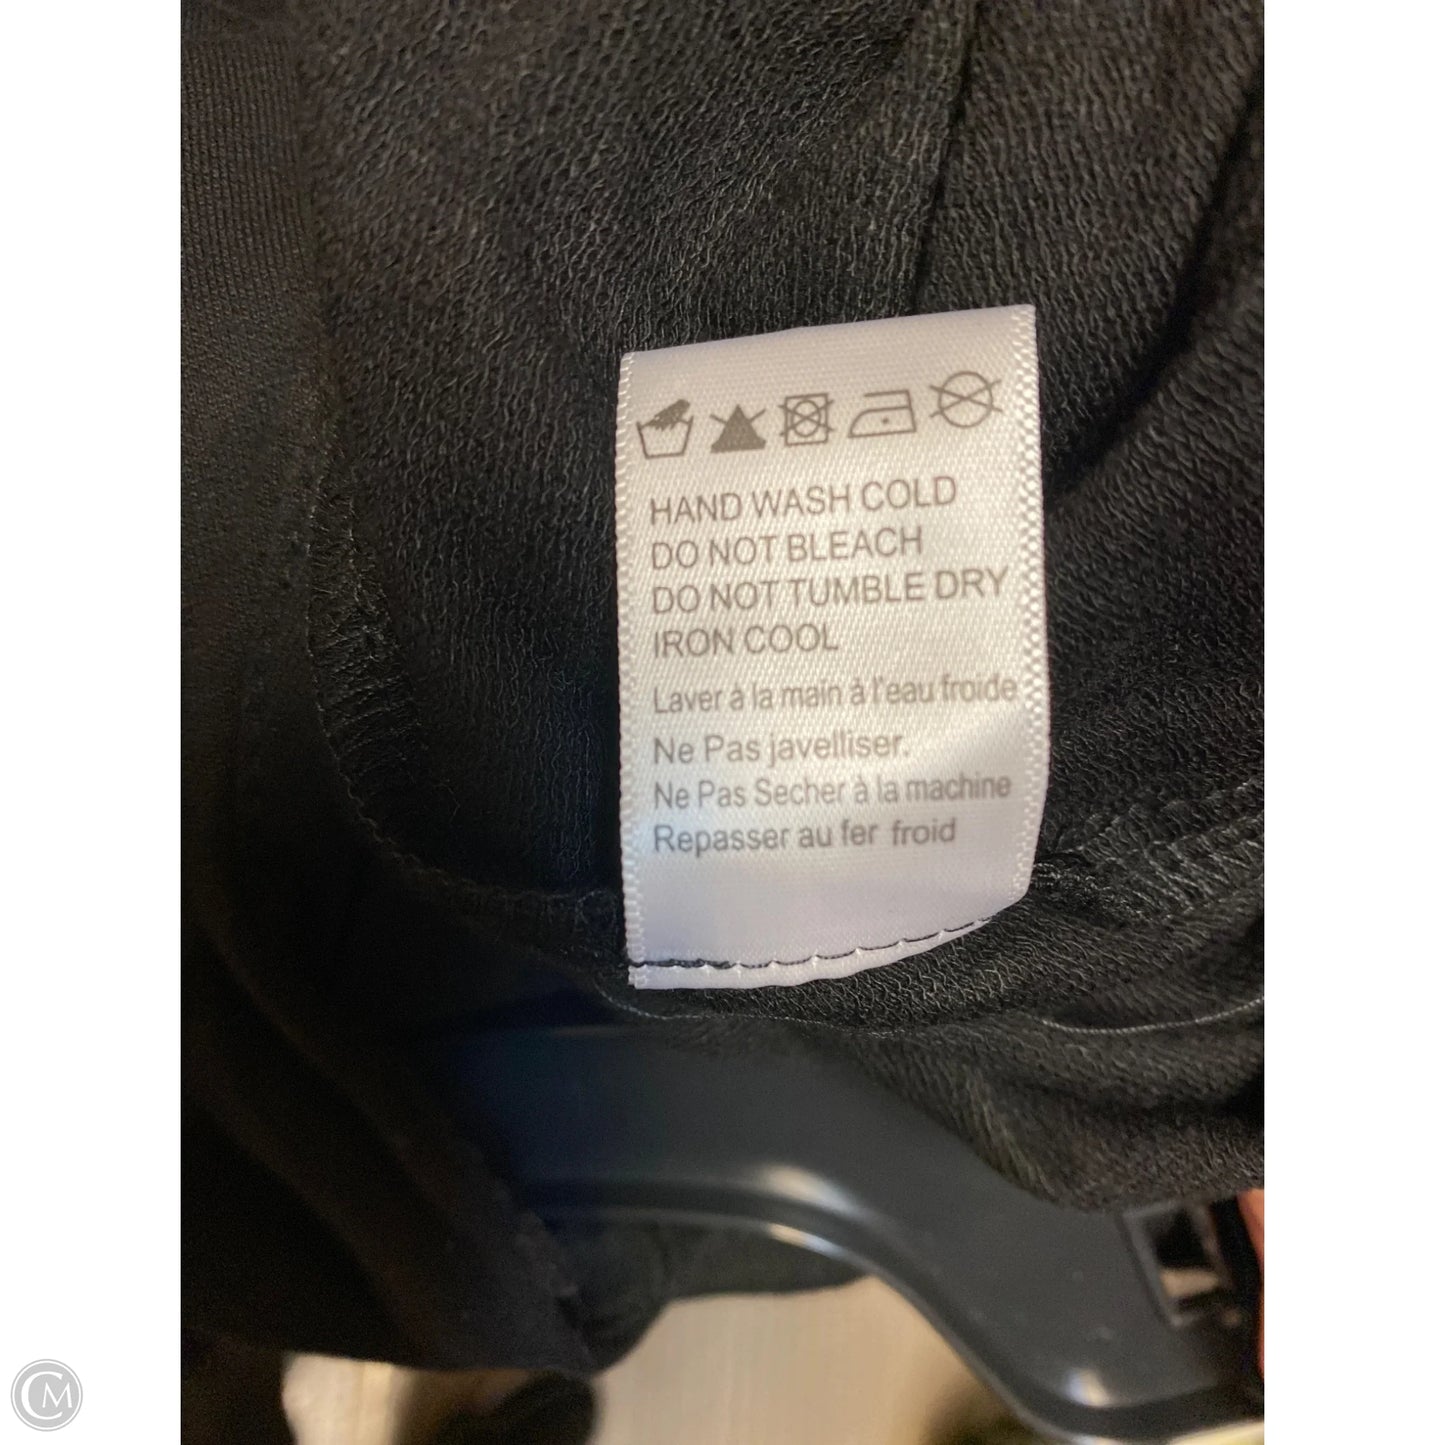 HAND WASH COLD
DO NOT BLEACH
DO NOT TUMBLE DRY
IRON COOL
Laver à la main à l'eau froide
Ne Pas javelliser.
Ne Pas Secher à la machine
Repasser au fer froid
CM